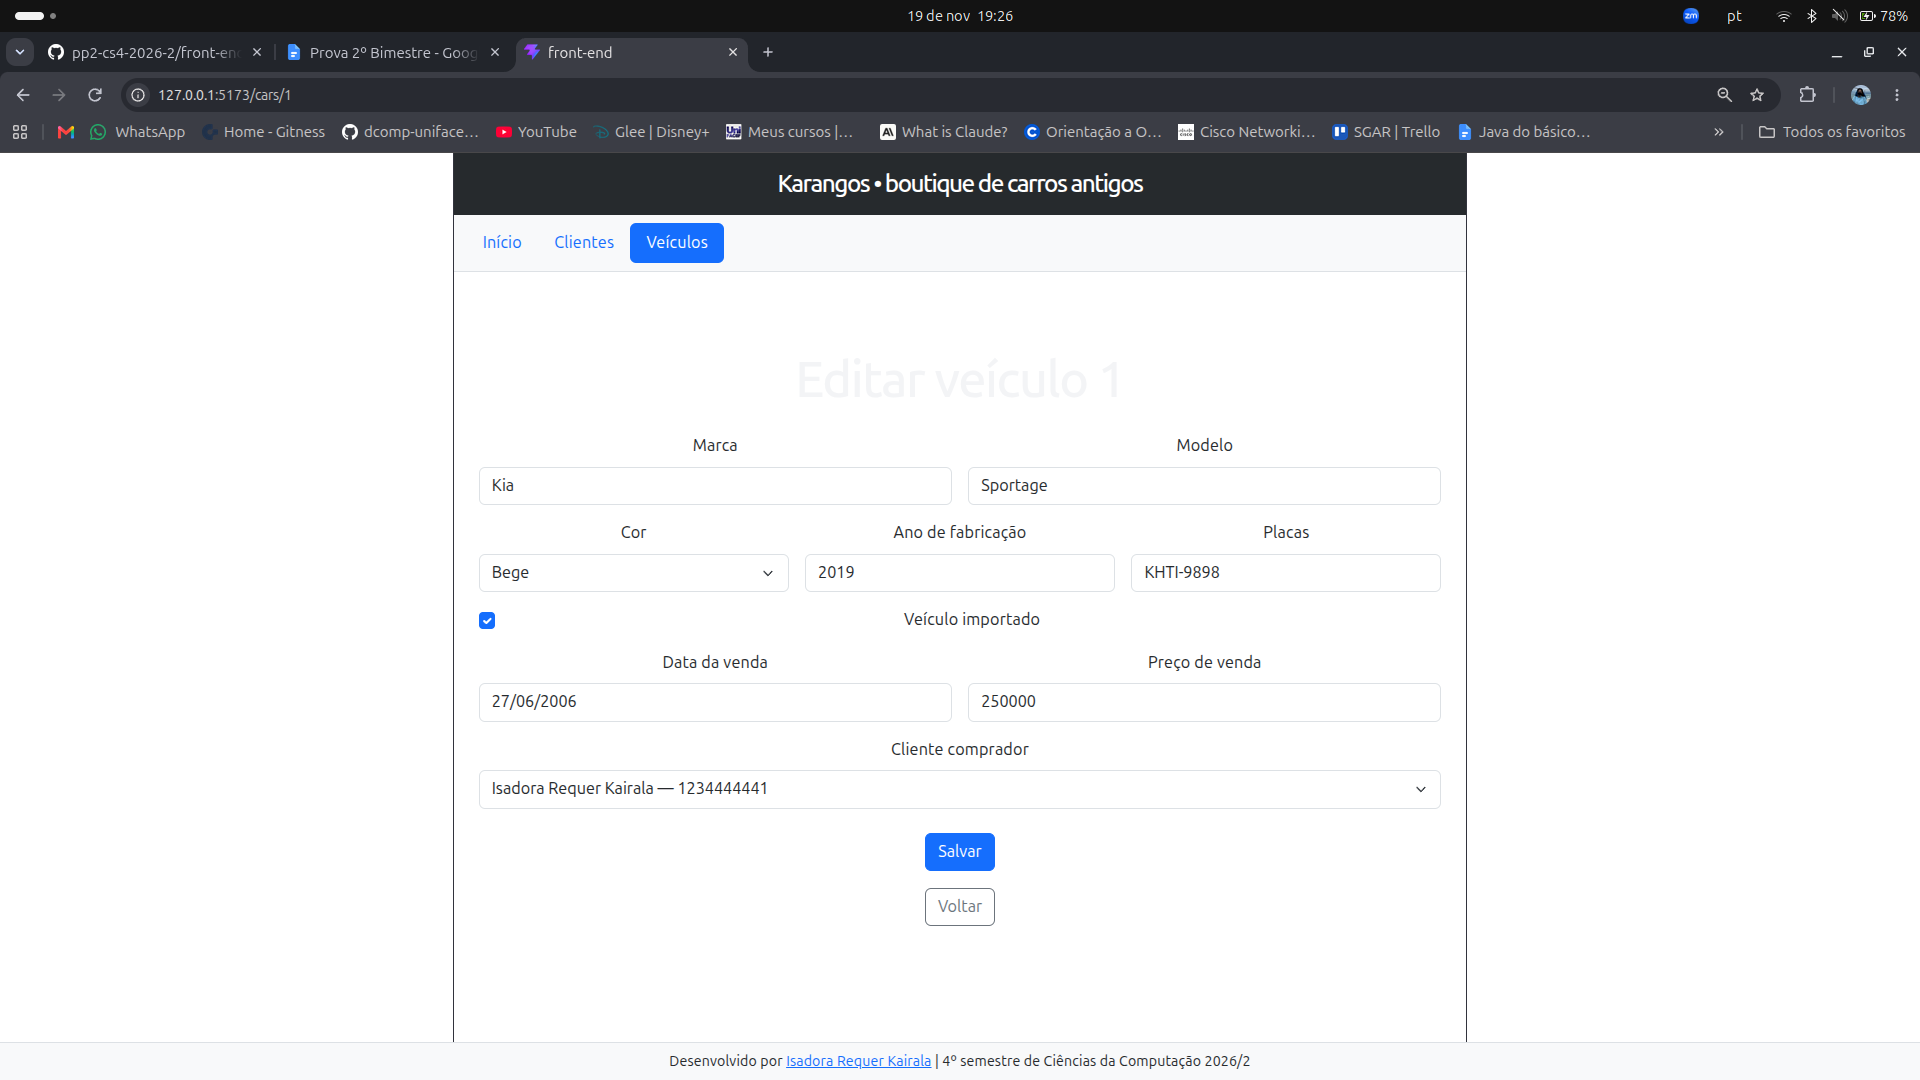 19 de nov 19:26
zm
pt
78%
pp2-cs4-2026-2/front-en
Prova 2º Bimestre - Goog
front-end
127.0.0.1:5173/cars/1
WhatsApp
Home - Gitness
dcomp-uniface…
YouTube
Glee | Disney+
Meus cursos |…
What is Claude?
Orientação a O…
Cisco Networki…
SGAR | Trello
Java do básico…
»
Todos os favoritos
Karangos • boutique de carros antigos
Início
Clientes
Veículos
Editar veículo 1
Marca
Modelo
Kia
Sportage
Cor
Ano de fabricação
Placas
Bege
2019
KHTI-9898
Veículo importado
Data da venda
Preço de venda
27/06/2006
250000
Cliente comprador
Isadora Requer Kairala — 1234444441
Salvar
Voltar
Desenvolvido por Isadora Requer Kairala | 4º semestre de Ciências da Computação 2026/2